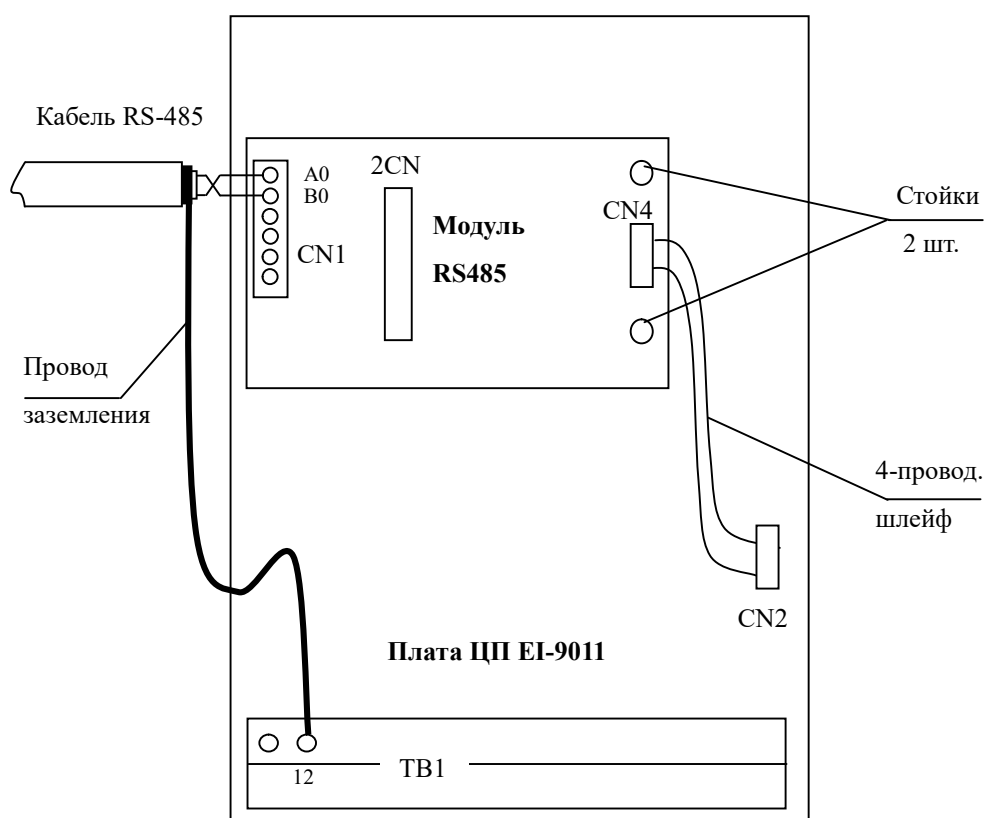 Кабель RS-485
A0
B0
2CN
CN1
Модуль
RS485
CN4
Стойки
2 шт.
Провод
заземления
4-провод.
шлейф
CN2
Плата ЦП EI-9011
12
TB1